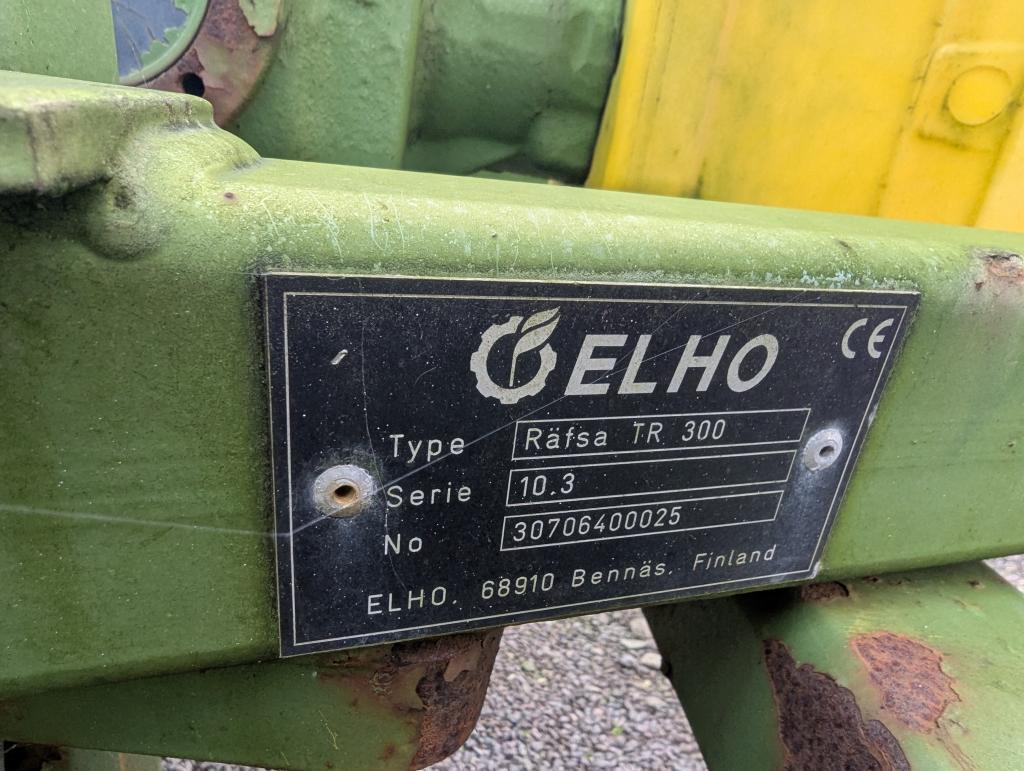 ELHO
CE
Type Räfsa TR 300
Serie 10.3
No 30706400025
ELHO. 68910 Bennäs. Finland